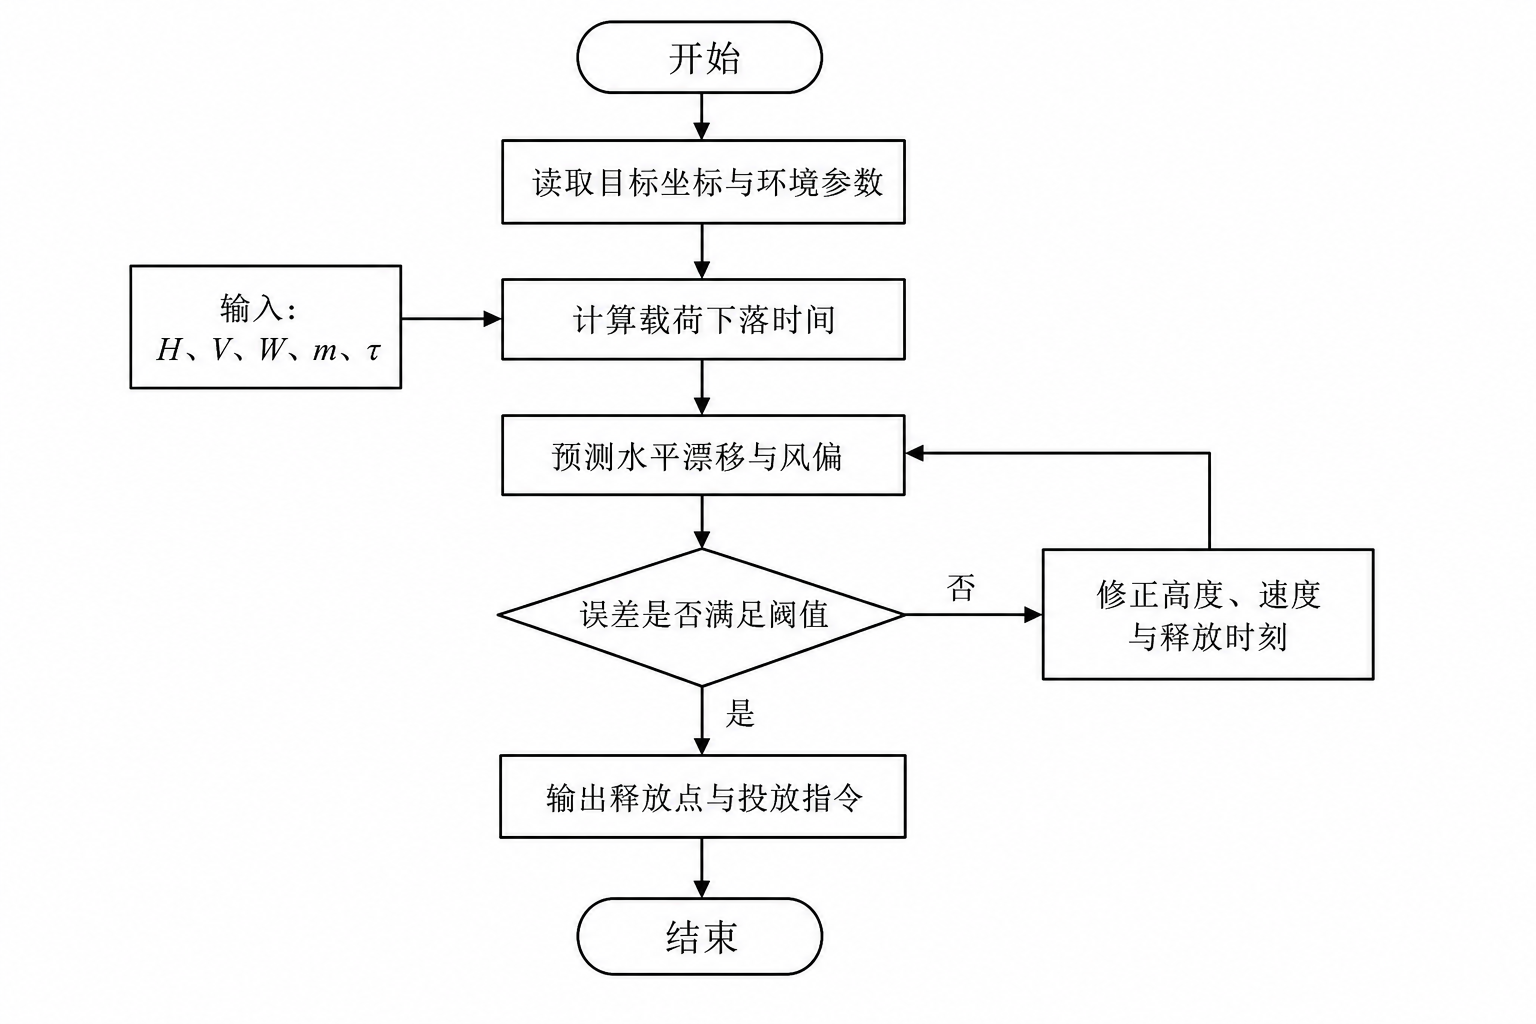 开始
读取目标坐标与环境参数
输入：
H、V、W、m、τ
计算载荷下落时间
预测水平漂移与风偏
误差是否满足阈值
否
修正高度、速度
与释放时刻
是
输出释放点与投放指令
结束